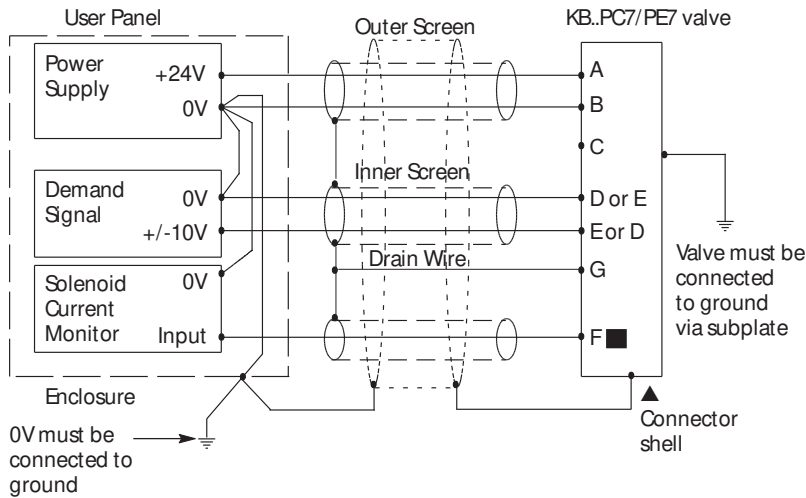 User Panel
Outer Screen
KB..PC7/PE7 valve
Power
Supply
+24V
0V
A
B
C
Inner Screen
Demand
Signal
0V
+/-10V
D or E
E or D
Drain Wire
G
Solenoid
Current
Monitor
0V
Input
F
Valve must be
connected
to ground
via subplate
Enclosure
0V must be
connected to
ground
Connector
shell